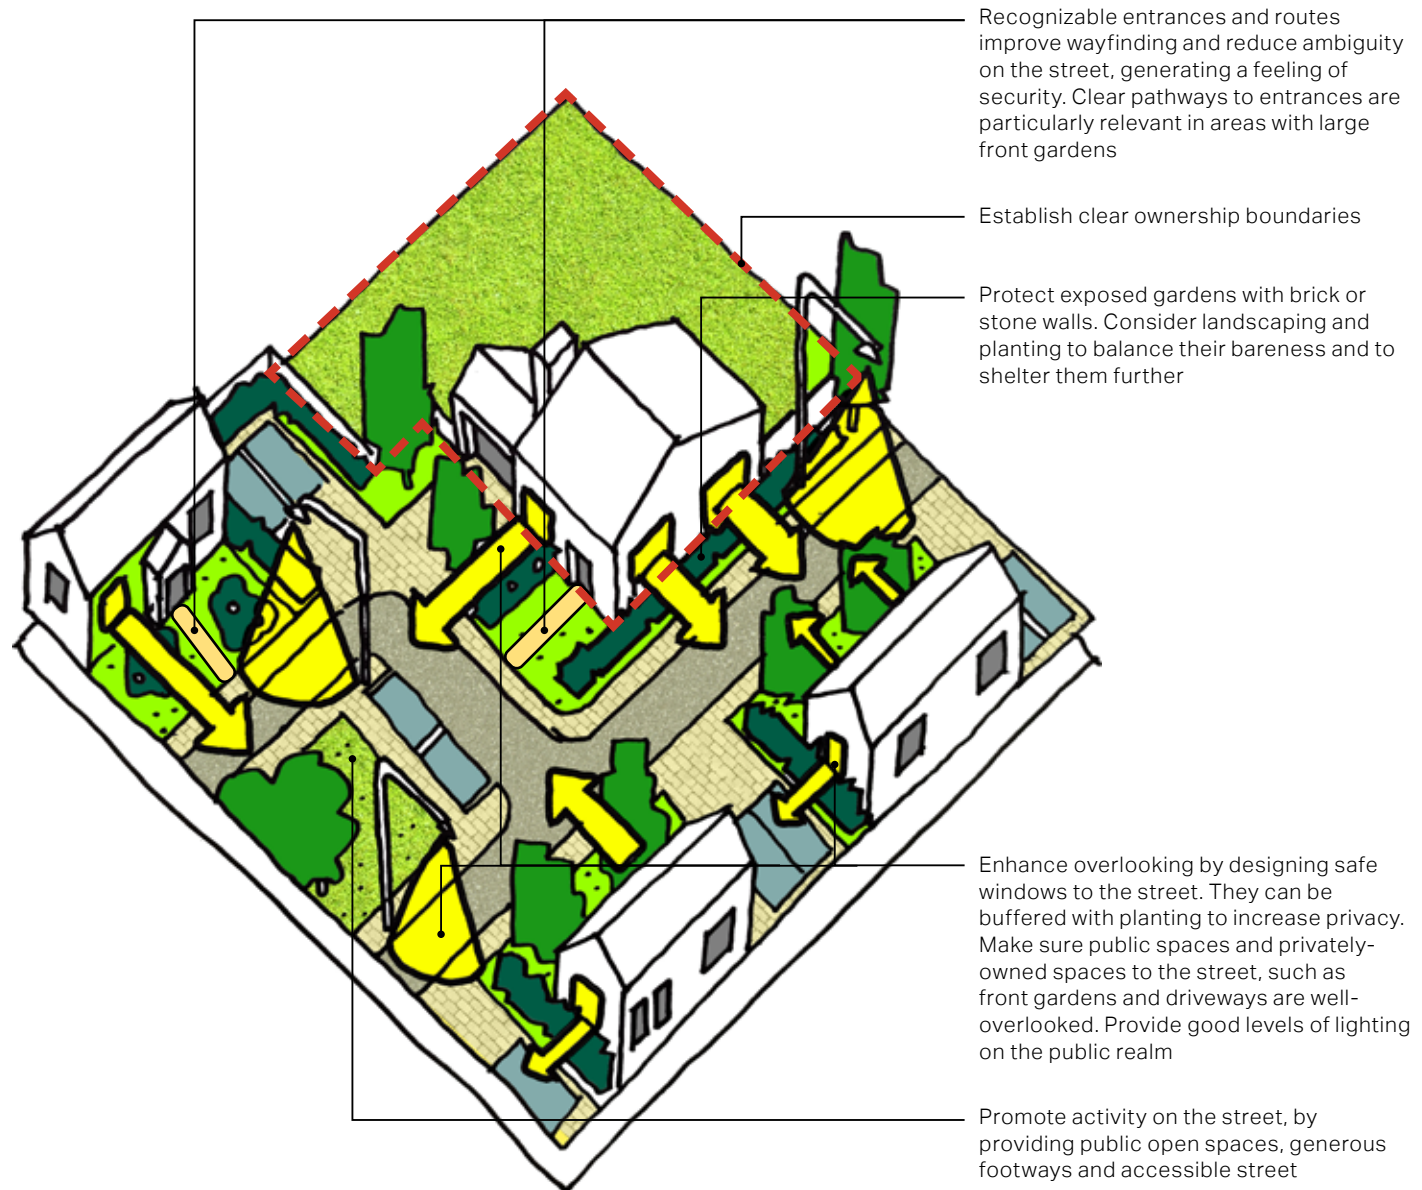 Recognizable entrances and routes
improve wayfinding and reduce ambiguity
on the street, generating a feeling of
security. Clear pathways to entrances are
particularly relevant in areas with large
front gardens
Establish clear ownership boundaries
Protect exposed gardens with brick or
stone walls. Consider landscaping and
planting to balance their bareness and to
shelter them further
Enhance overlooking by designing safe
windows to the street. They can be
buffered with planting to increase privacy.
Make sure public spaces and privately-
owned spaces to the street, such as
front gardens and driveways are well-
overlooked. Provide good levels of lighting
on the public realm
Promote activity on the street, by
providing public open spaces, generous
footways and accessible street